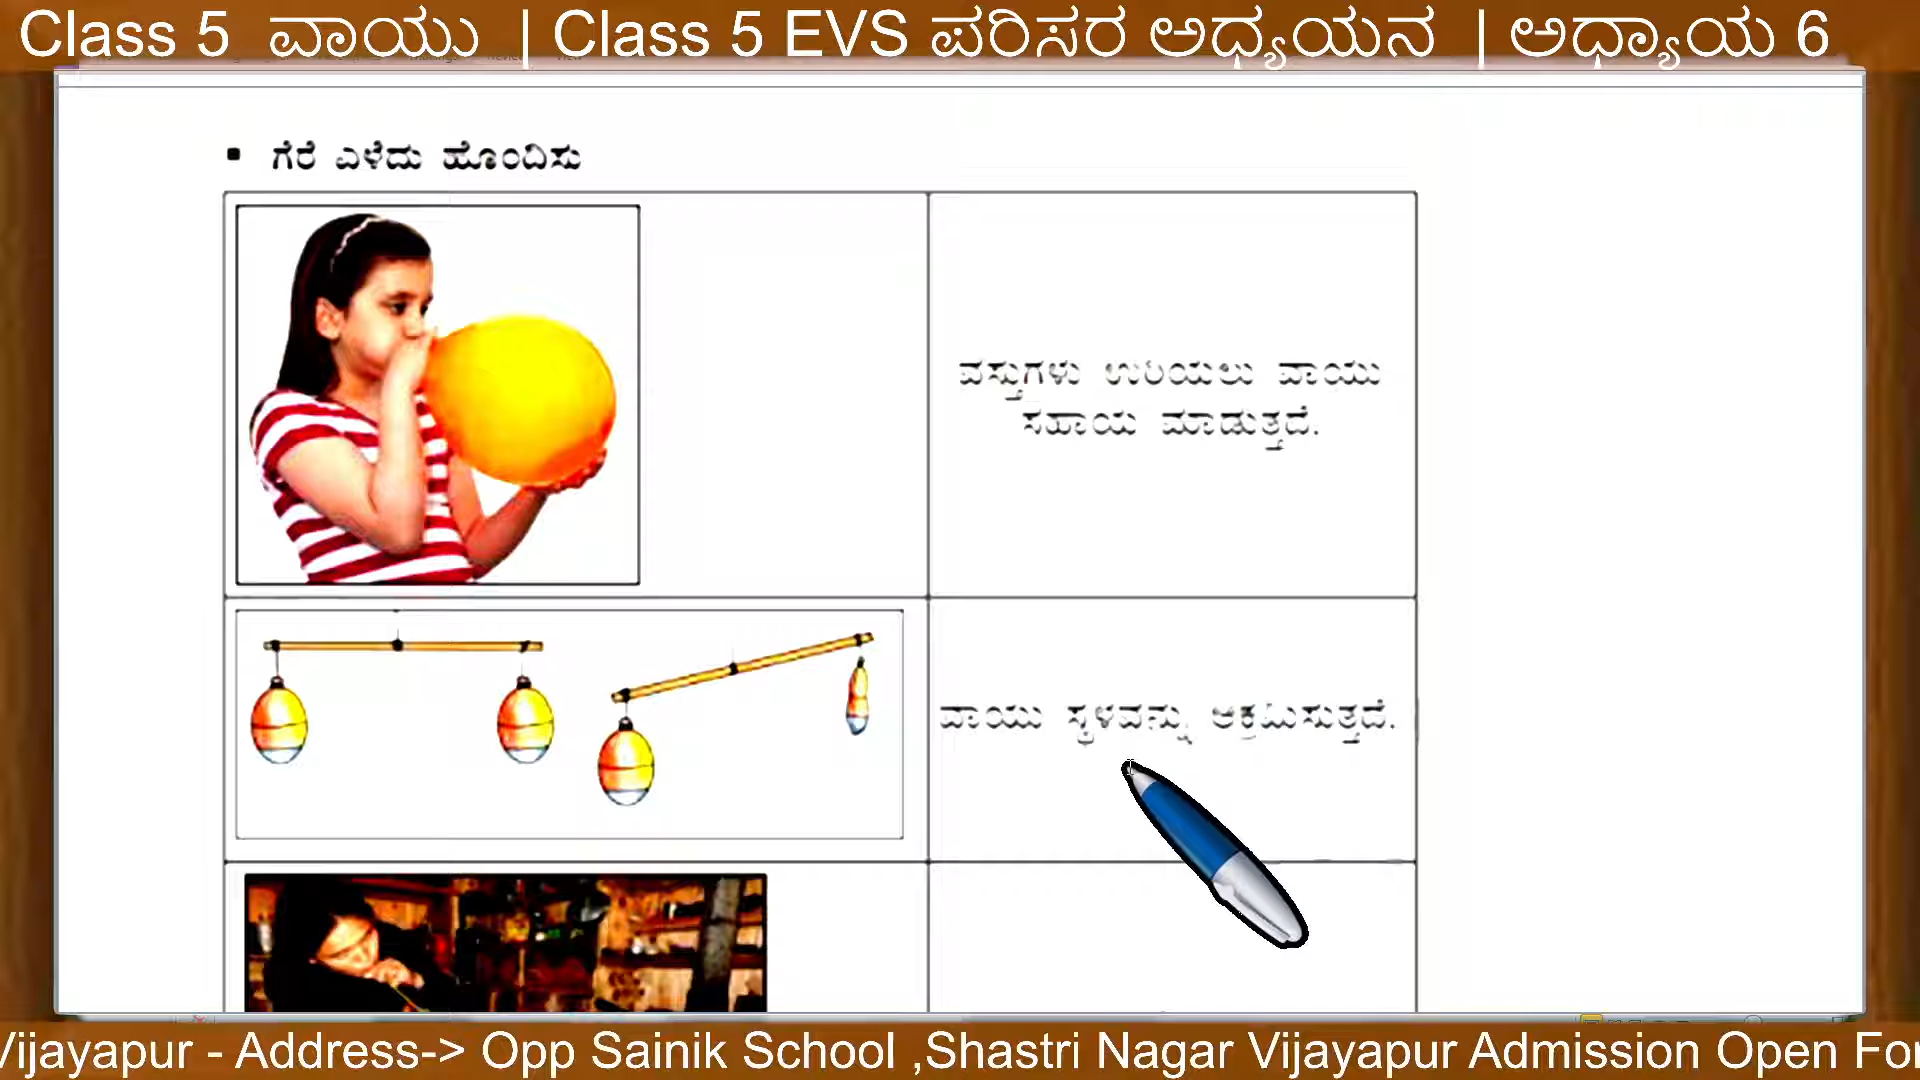 Class 5 ವಾಯು | Class 5 EVS ಪರಿಸರ ಅಧ್ಯಯನ | ಅಧ್ಯಾಯ 6
▪ ಗೆರೆ ಎಳೆದು ಹೊಂದಿಸು
ವಸ್ತುಗಳು ಉರಿಯಲು ವಾಯು
ಸಹಾಯ ಮಾಡುತ್ತದೆ.
ವಾಯು ಸ್ಥಳವನ್ನು ಆಕ್ರಮಿಸುತ್ತದೆ.
Vijayapur - Address-> Opp Sainik School ,Shastri Nagar Vijayapur Admission Open For